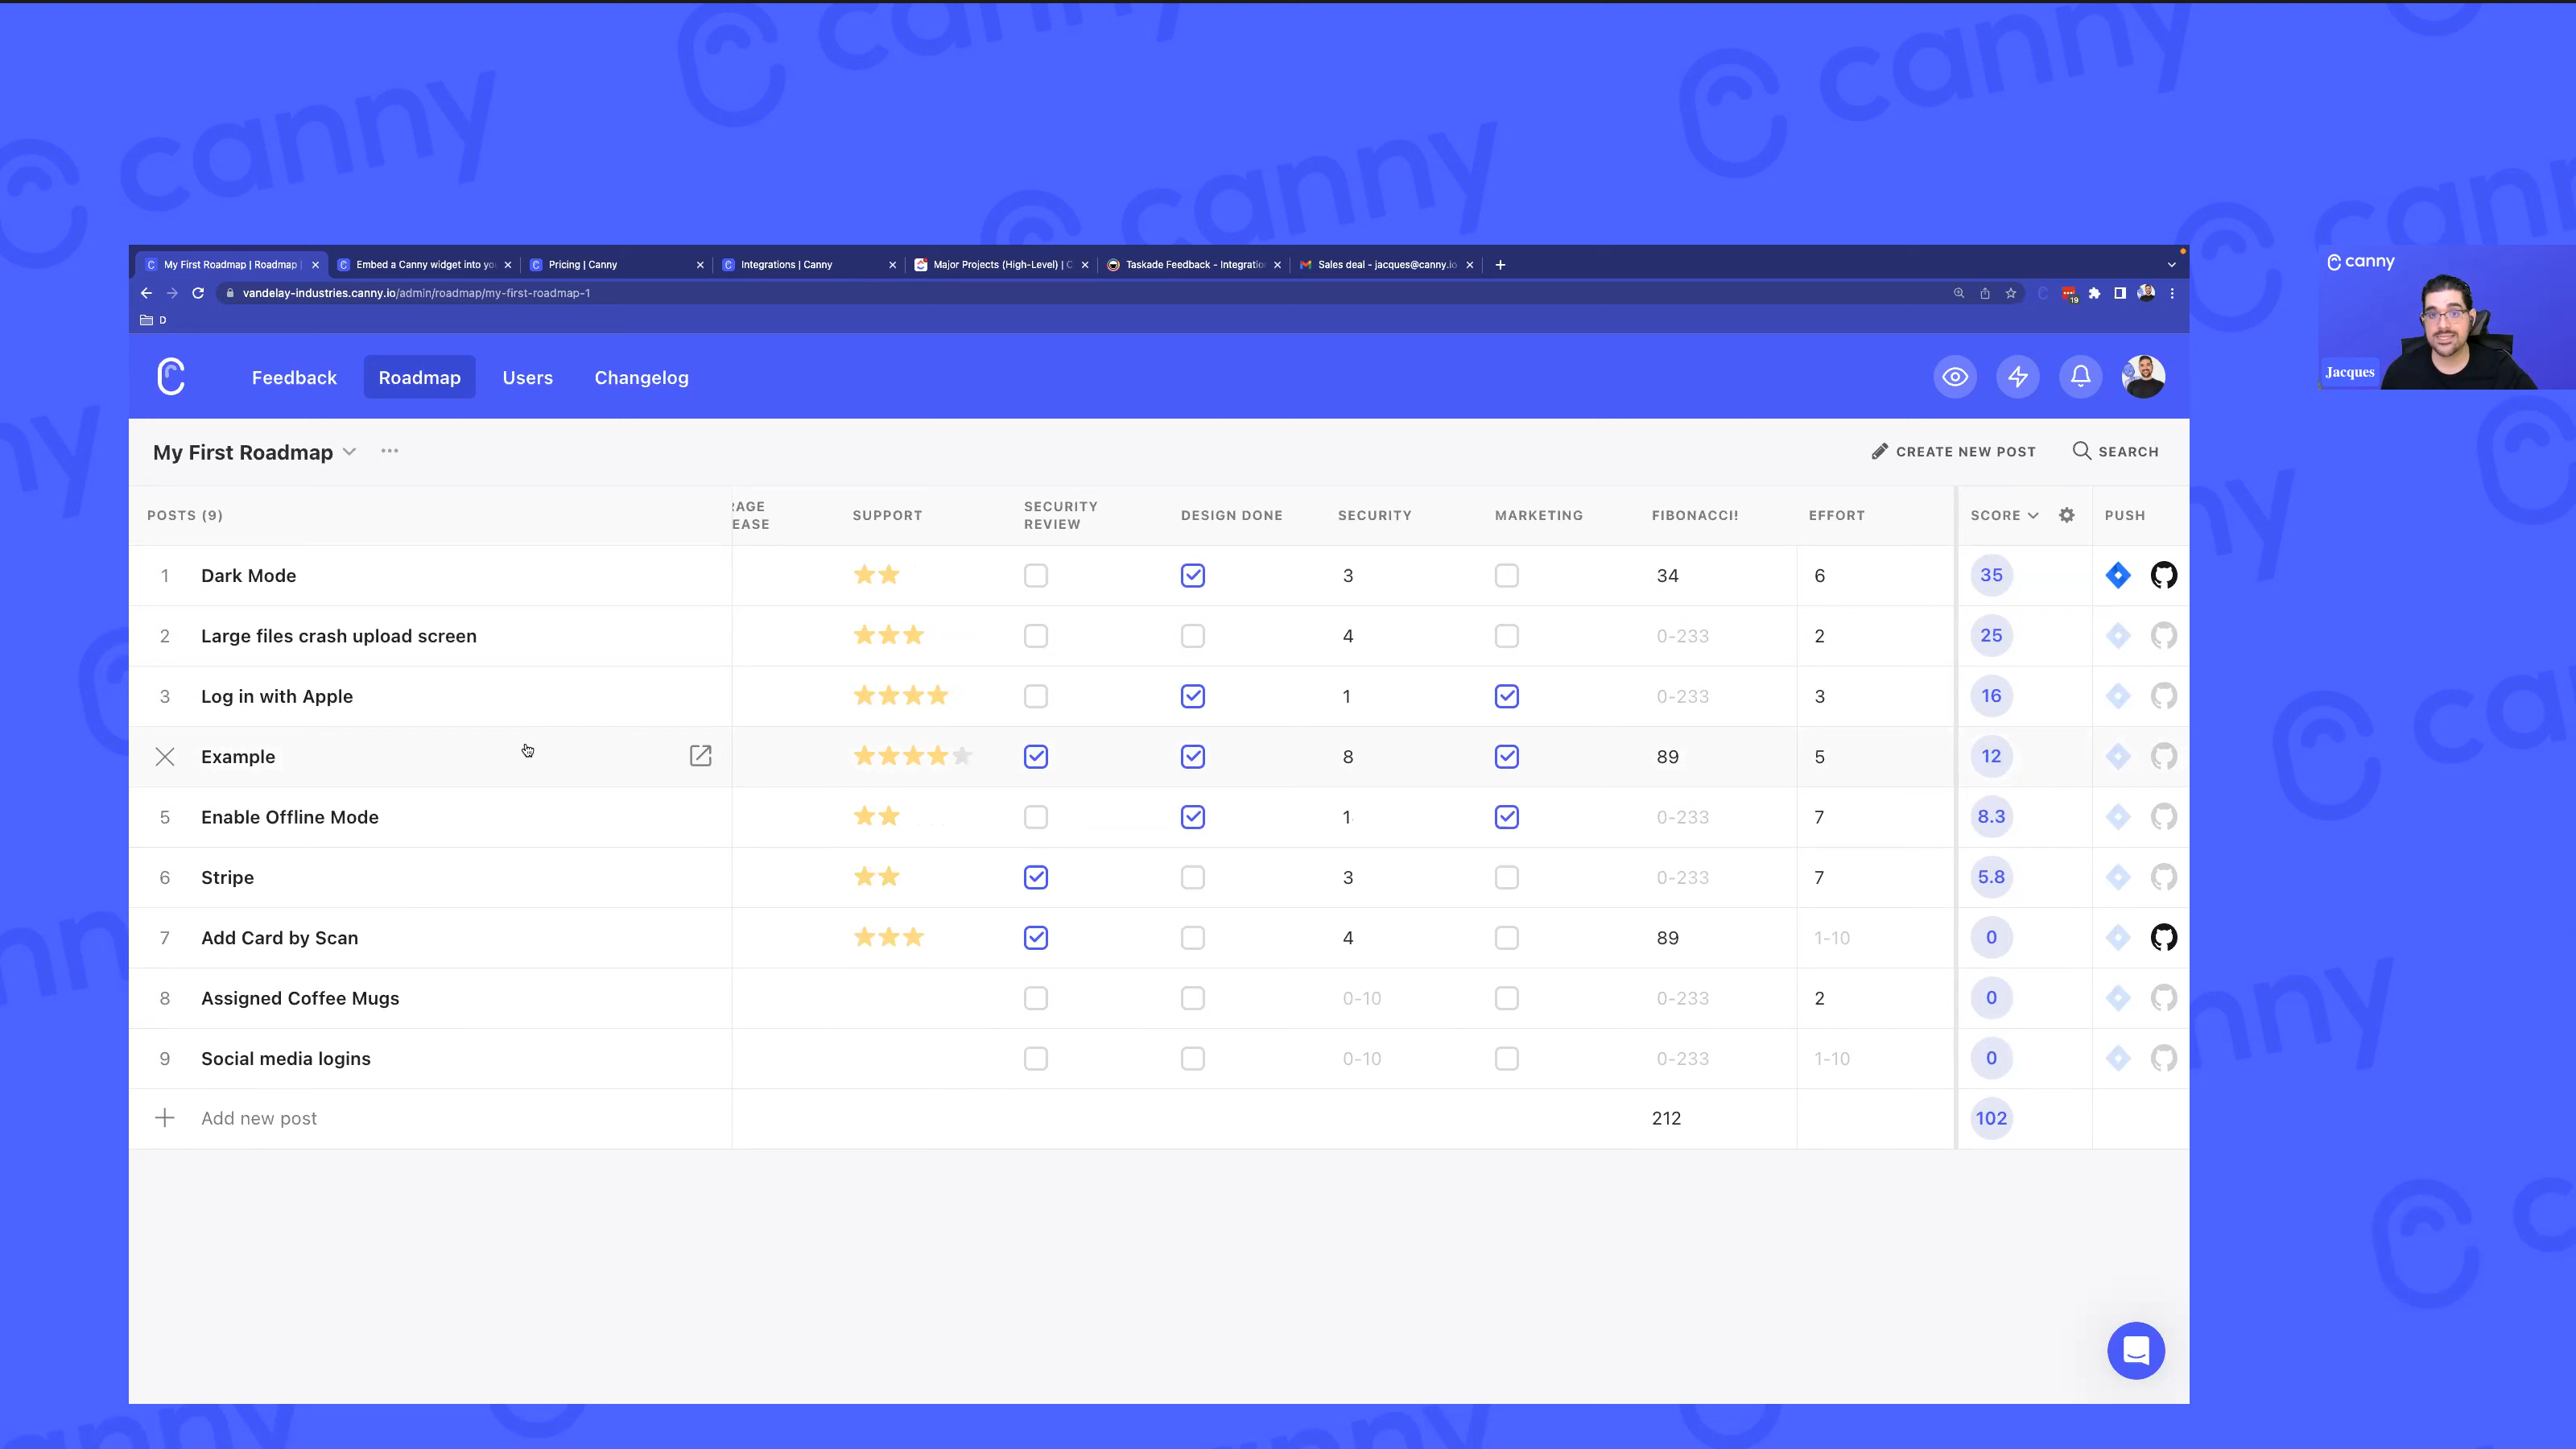 canny
canny
canny
canny
My First Roadmap | Roadmap
Embed a Canny widget into yo
Pricing | Canny
Integrations | Canny
Major Projects (High-Level) | C
Taskade Feedback - Integratio
Sales deal - jacques@canny.io
vandelay-industries.canny.io/admin/roadmap/my-first-roadmap-1
19
D
canny
Jacques
Feedback
Roadmap
Users
Changelog
My First Roadmap
CREATE NEW POST
SEARCH
POSTS (9)
RAGE
EASE
SUPPORT
SECURITY
REVIEW
DESIGN DONE
SECURITY
MARKETING
FIBONACCI!
EFFORT
SCORE
PUSH
1 Dark Mode 3 34 6 35
2 Large files crash upload screen 4 0-233 2 25
3 Log in with Apple 1 0-233 3 16
Example 8 89 5 12
5 Enable Offline Mode 1 0-233 7 8.3
6 Stripe 3 0-233 7 5.8
7 Add Card by Scan 4 89 1-10 0
8 Assigned Coffee Mugs 0-10 0-233 2 0
9 Social media logins 0-10 0-233 1-10 0
Add new post 212 102